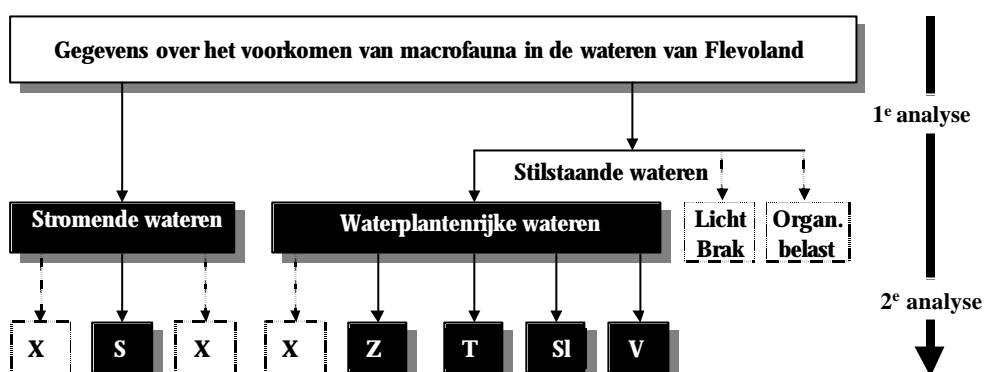 Gegevens over het voorkomen van macrofauna in de wateren van Flevoland
1e analyse
Stilstaande wateren
Stromende wateren
Waterplantenrijke wateren
Licht
Brak
Organ.
belast
2e analyse
X S X X Z T Sl V